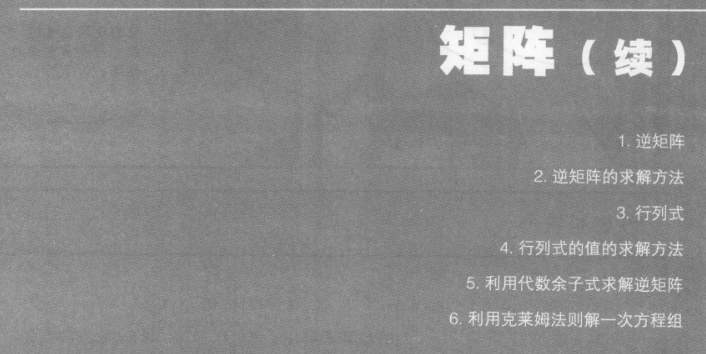 矩阵（续）
1. 逆矩阵
2. 逆矩阵的求解方法
3. 行列式
4. 行列式的值的求解方法
5. 利用代数余子式求解逆矩阵
6. 利用克莱姆法则解一次方程组